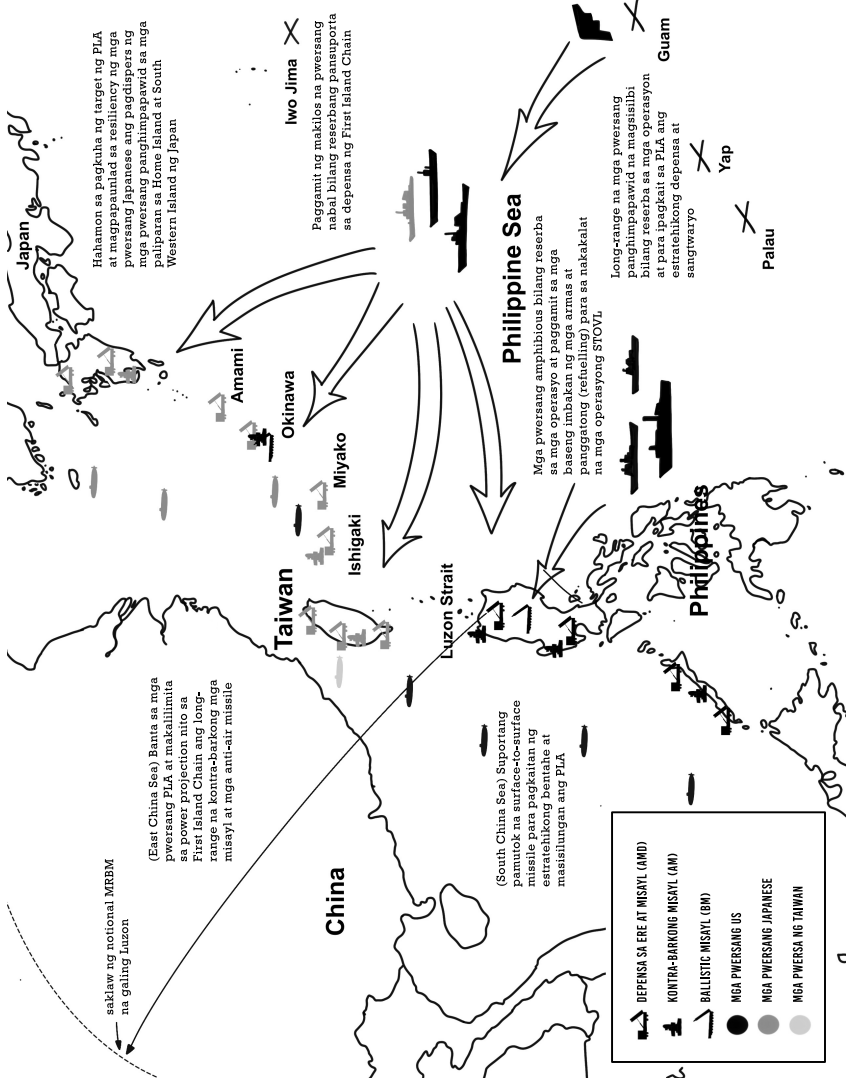 saklaw ng notional MRBM
na galing Luzon
(East China Sea) Banta sa mga
pwersang PLA at makalilimita
sa power projection nito sa
First Island Chain ang long-
range na kontra-barkong mga
misayl at mga anti-air missile
Japan
Hahamon sa pagkuha ng target ng PLA
at magpapaunlad sa resiliency ng mga
pwersang Japanese ang pagdispers ng
mga pwersang panghimpapawid sa mga
paliparan sa Home Island at South
Western Island ng Japan
Amami
Okinawa
Miyako
Ishigaki
Taiwan
China
Iwo Jima
Paggamit ng makilos na pwersang
nabal bilang reserbang pansuporta
sa depensa ng First Island Chain
Luzon Strait
Philippine Sea
(South China Sea) Suportang
pamutok na surface-to-surface
missile para pagkaitan ng
estratehikong bentahe at
masisilungan ang PLA
Mga pwersang amphibious bilang reserba
sa mga operasyo at paggamit sa mga
baseng imbakan ng mga armas at
panggatong (refuelling) para sa nakakalat
na mga operasyong STOVL
Guam
Long-range na mga pwersang
panghimpapawid na magsisilbi
bilang reserba sa mga operasyon
at para ipagkait sa PLA ang
estratehikong depensa at
sangtwaryo
Yap
Palau
Philippines
DEPENSA SA ERE AT MISAYL (AMD)
KONTRA-BARKONG MISAYL (AM)
BALLISTIC MISAYL (BM)
MGA PWERSANG US
MGA PWERSANG JAPANESE
MGA PWERSA NG TAIWAN